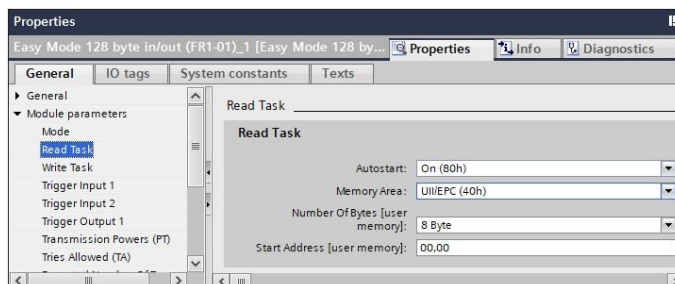 Properties
Easy Mode 128 byte in/out (FR1-01)_1 [Easy Mode 128 by...
Properties
Info
Diagnostics
General
IO tags
System constants
Texts
General
Module parameters
Mode
Read Task
Write Task
Trigger Input 1
Trigger Input 2
Trigger Output 1
Transmission Powers (PT)
Tries Allowed (TA)
Read Task
Read Task
Autostart: On (80h)
Memory Area: UII/EPC (40h)
Number Of Bytes [user
memory]: 8 Byte
Start Address [user memory]: 00,00